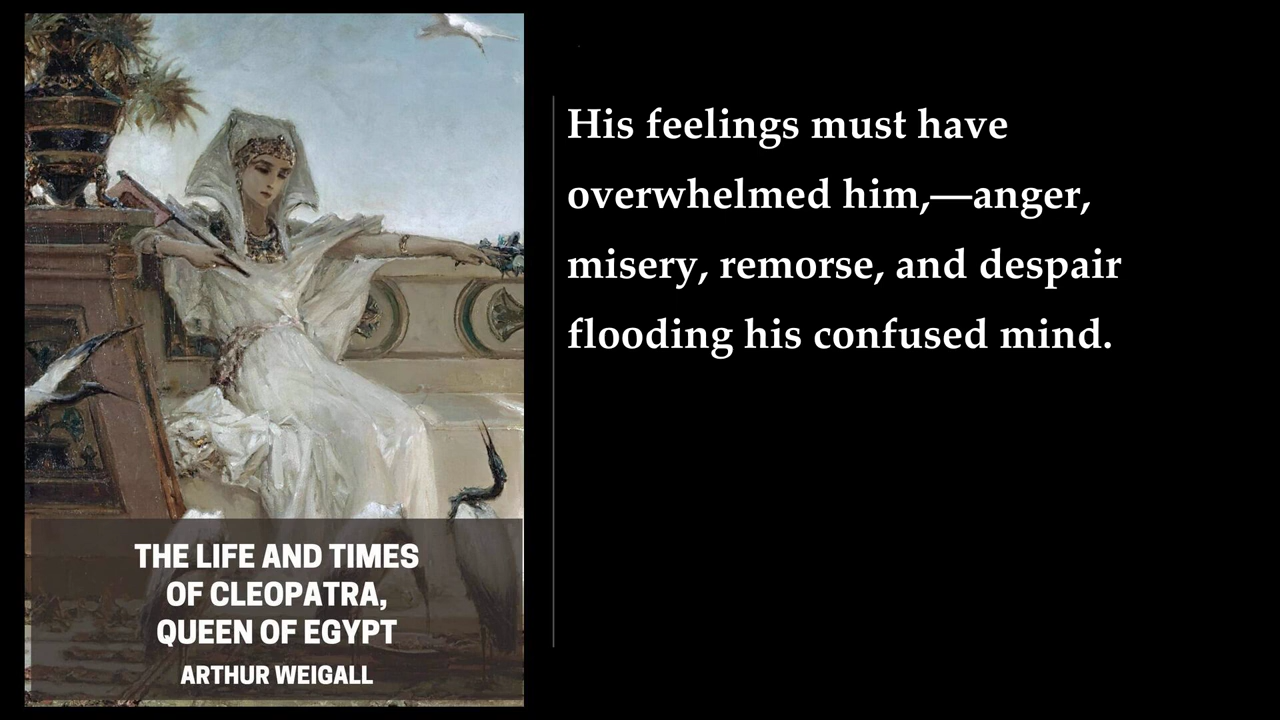 His feelings must have
overwhelmed him,—anger,
misery, remorse, and despair
flooding his confused mind.
THE LIFE AND TIMES
OF CLEOPATRA,
QUEEN OF EGYPT
ARTHUR WEIGALL